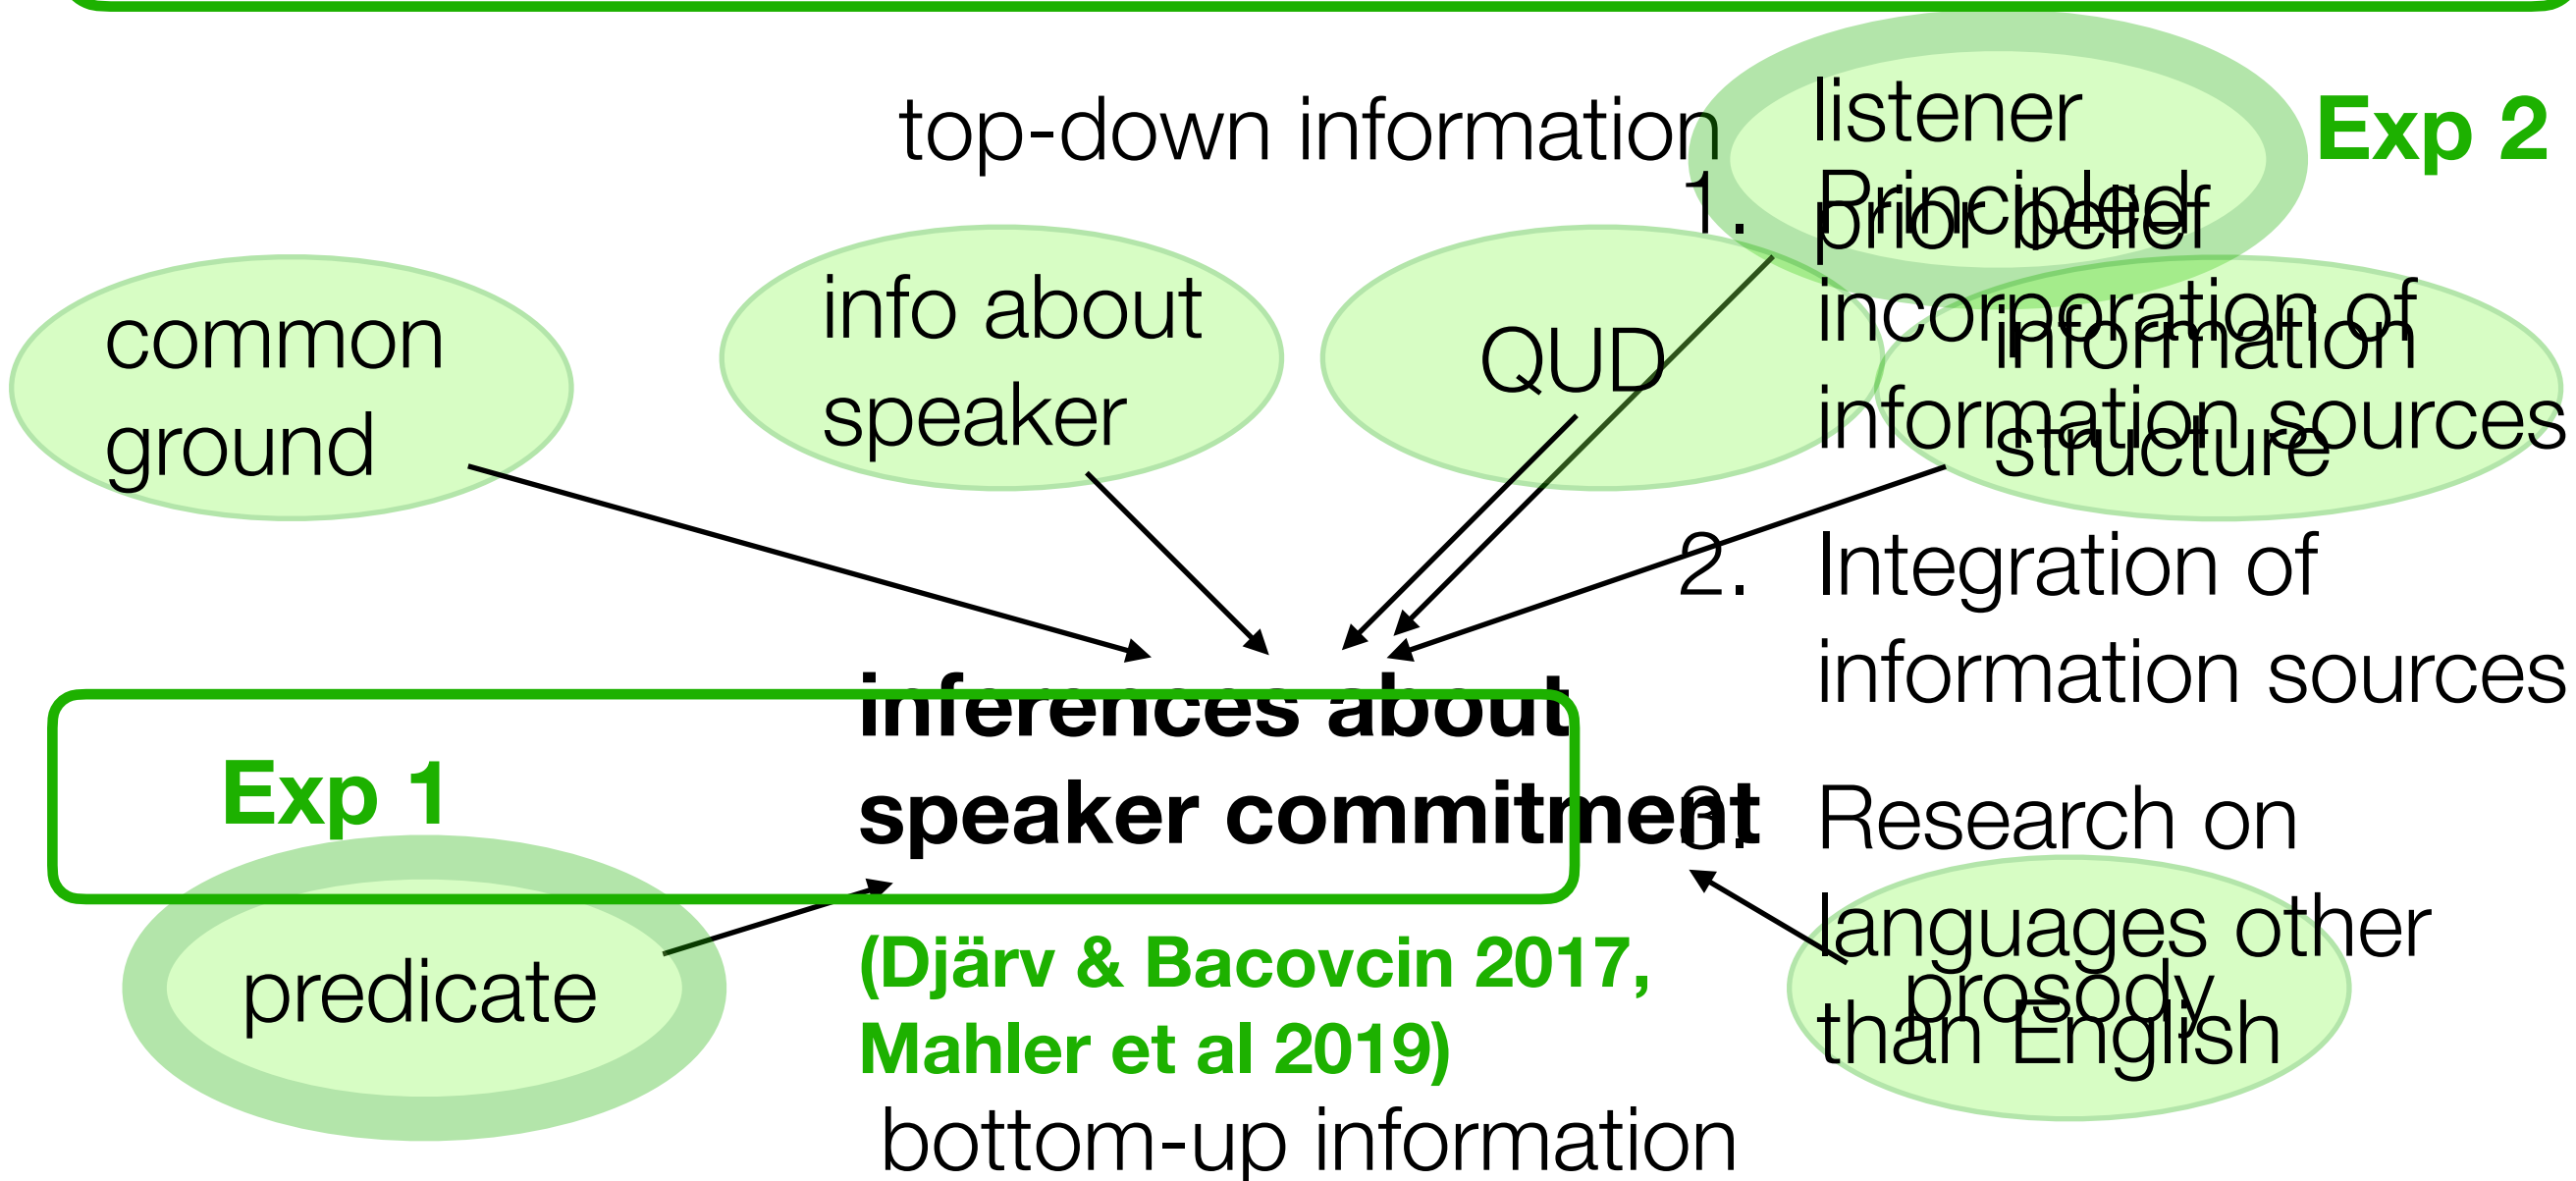 top-down information
listener
prior belief
Exp 2
common
ground
info about
speaker
QUD
information
structure
1. Principled
incorporation of
information sources
2. Integration of
information sources
3. Research on
languages other
than English
inferences about
speaker commitment
Exp 1
predicate
(Djärv & Bacovcin 2017,
Mahler et al 2019)
prosody
bottom-up information